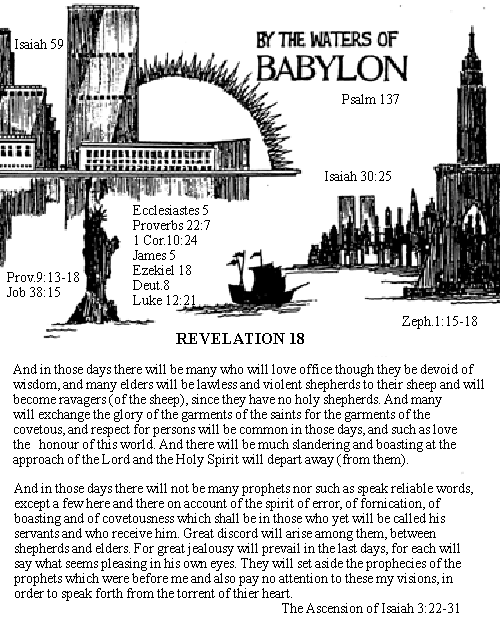 Isaiah 59
BY THE WATERS OF
BABYLON
Psalm 137
Isaiah 30:25
Ecclesiastes 5
Proverbs 22:7
1 Cor.10:24
James 5
Ezekiel 18
Deut.8
Luke 12:21
Prov.9:13-18
Job 38:15
Zeph.1:15-18
REVELATION 18
And in those days there will be many who will love office though they be devoid of
wisdom, and many elders will be lawless and violent shepherds to their sheep and will
become ravagers (of the sheep), since they have no holy shepherds. And many
will exchange the glory of the garments of the saints for the garments of the
covetous, and respect for persons will be common in those days, and such as love
the honour of this world. And there will be much slandering and boasting at the
approach of the Lord and the Holy Spirit will depart away (from them).
And in those days there will not be many prophets nor such as speak reliable words,
except a few here and there on account of the spirit of error, of fornication, of
boasting and of covetousness which shall be in those who yet will be called his
servants and who receive him. Great discord will arise among them, between
shepherds and elders. For great jealousy will prevail in the last days, for each will
say what seems pleasing in his own eyes. They will set aside the prophecies of the
prophets which were before me and also pay no attention to these my visions, in
order to speak forth from the torrent of thier heart.
The Ascension of Isaiah 3:22-31